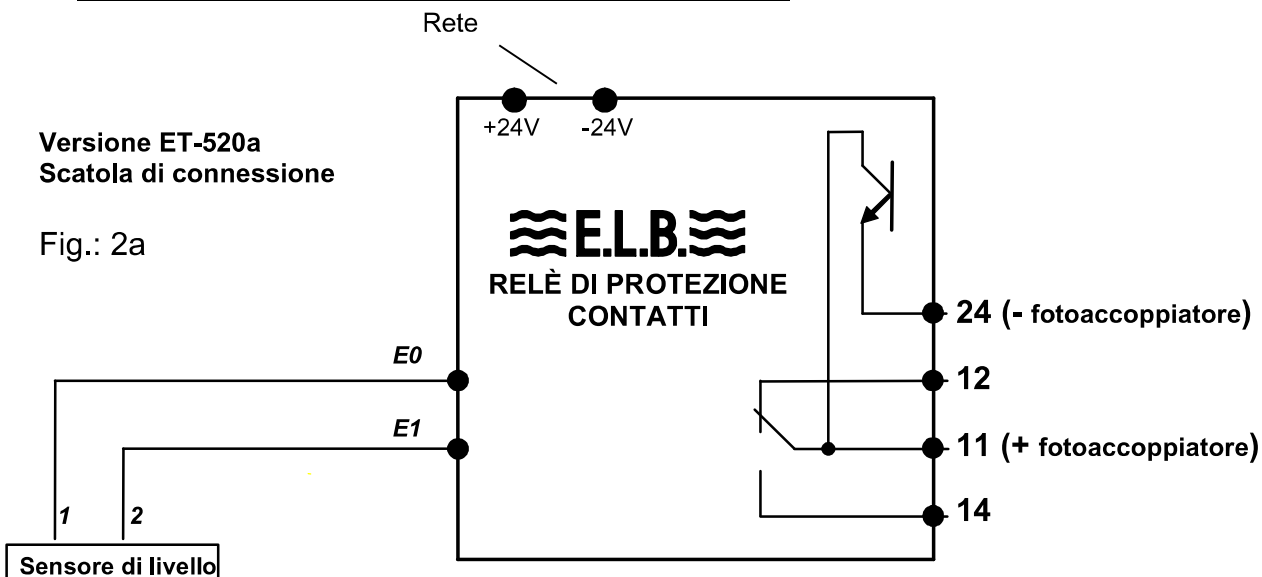 Rete
+24V -24V
Versione ET-520a
Scatola di connessione
Fig.: 2a
E.L.B.
RELÈ DI PROTEZIONE
CONTATTI
24 (- fotoaccoppiatore)
E0
12
E1
11 (+ fotoaccoppiatore)
14
1 2
Sensore di livello